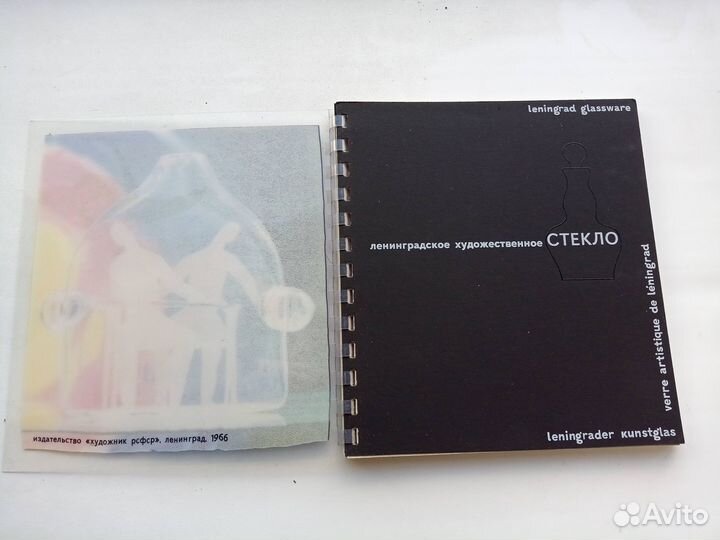 издательство «художник рсфср», ленинград, 1966
leningrad glassware
ленинградское художественное СТЕКЛО
verre artistique de léningrad
leningrader kunstglas
Avito